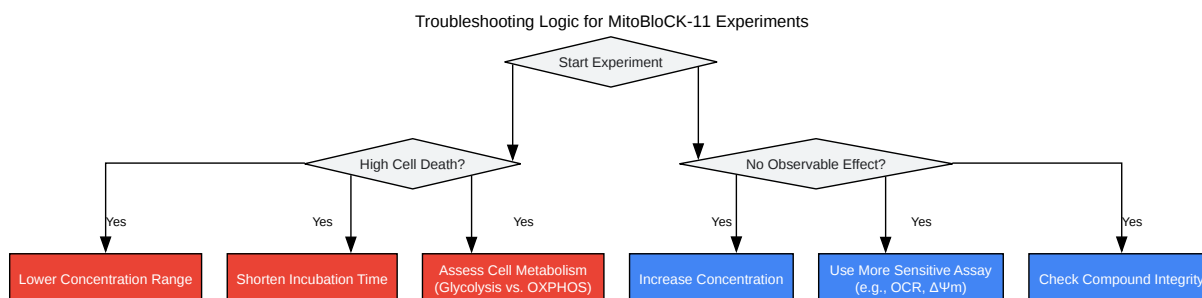 Troubleshooting Logic for MitoBloCK-11 Experiments
Start Experiment
High Cell Death?
No Observable Effect?
Yes
Yes
Yes
Yes
Yes
Yes
Lower Concentration Range
Shorten Incubation Time
Assess Cell Metabolism
(Glycolysis vs. OXPHOS)
Increase Concentration
Use More Sensitive Assay
(e.g., OCR, ΔΨm)
Check Compound Integrity